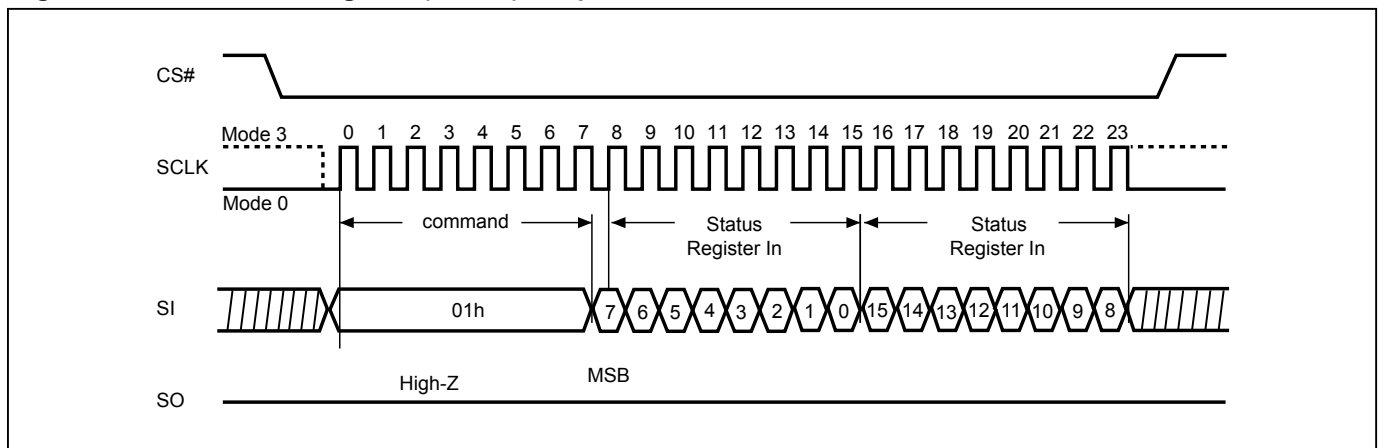 CS#
Mode 3
0 1 2 3 4 5 6 7 8 9 10 11 12 13 14 15 16 17 18 19 20 21 22 23
SCLK
Mode 0
command
Status
Register In
Status
Register In
SI
01h
7 6 5 4 3 2 1 0 15 14 13 12 11 10 9 8
High-Z
MSB
SO